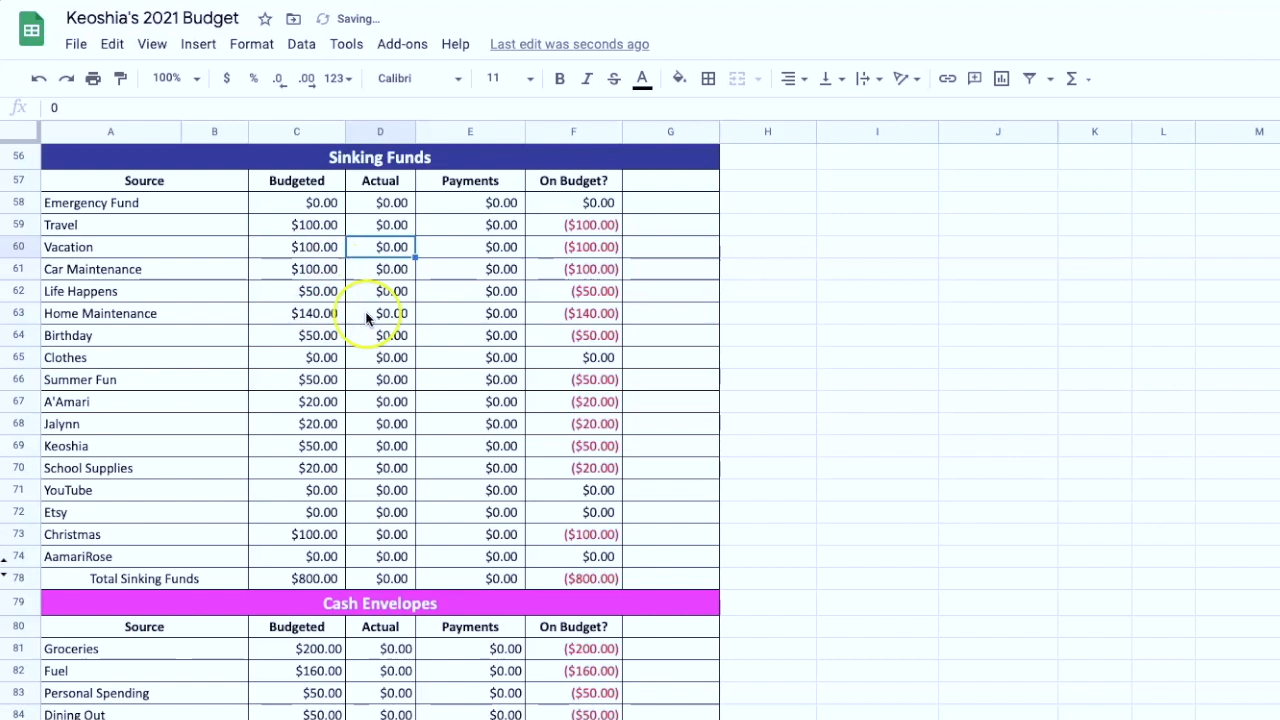 Keoshia's 2021 Budget Saving...
File Edit View Insert Format Data Tools Add-ons Help Last edit was seconds ago
100% $ % .0 .00 123 Calibri 11 B I S A Σ
fx 0
A B C D E F G H I J K L M
56 Sinking Funds
57 Source Budgeted Actual Payments On Budget?
58 Emergency Fund $0.00 $0.00 $0.00 $0.00
59 Travel $100.00 $0.00 $0.00 ($100.00)
60 Vacation $100.00 $0.00 $0.00 ($100.00)
61 Car Maintenance $100.00 $0.00 $0.00 ($100.00)
62 Life Happens $50.00 $0.00 $0.00 ($50.00)
63 Home Maintenance $140.00 $0.00 $0.00 ($140.00)
64 Birthday $50.00 $0.00 $0.00 ($50.00)
65 Clothes $0.00 $0.00 $0.00 $0.00
66 Summer Fun $50.00 $0.00 $0.00 ($50.00)
67 A'Amari $20.00 $0.00 $0.00 ($20.00)
68 Jalynn $20.00 $0.00 $0.00 ($20.00)
69 Keoshia $50.00 $0.00 $0.00 ($50.00)
70 School Supplies $20.00 $0.00 $0.00 ($20.00)
71 YouTube $0.00 $0.00 $0.00 $0.00
72 Etsy $0.00 $0.00 $0.00 $0.00
73 Christmas $100.00 $0.00 $0.00 ($100.00)
74 AamariRose $0.00 $0.00 $0.00 $0.00
78 Total Sinking Funds $800.00 $0.00 $0.00 ($800.00)
79 Cash Envelopes
80 Source Budgeted Actual Payments On Budget?
81 Groceries $200.00 $0.00 $0.00 ($200.00)
82 Fuel $160.00 $0.00 $0.00 ($160.00)
83 Personal Spending $50.00 $0.00 $0.00 ($50.00)
84 Dining Out $50.00 $0.00 $0.00 ($50.00)